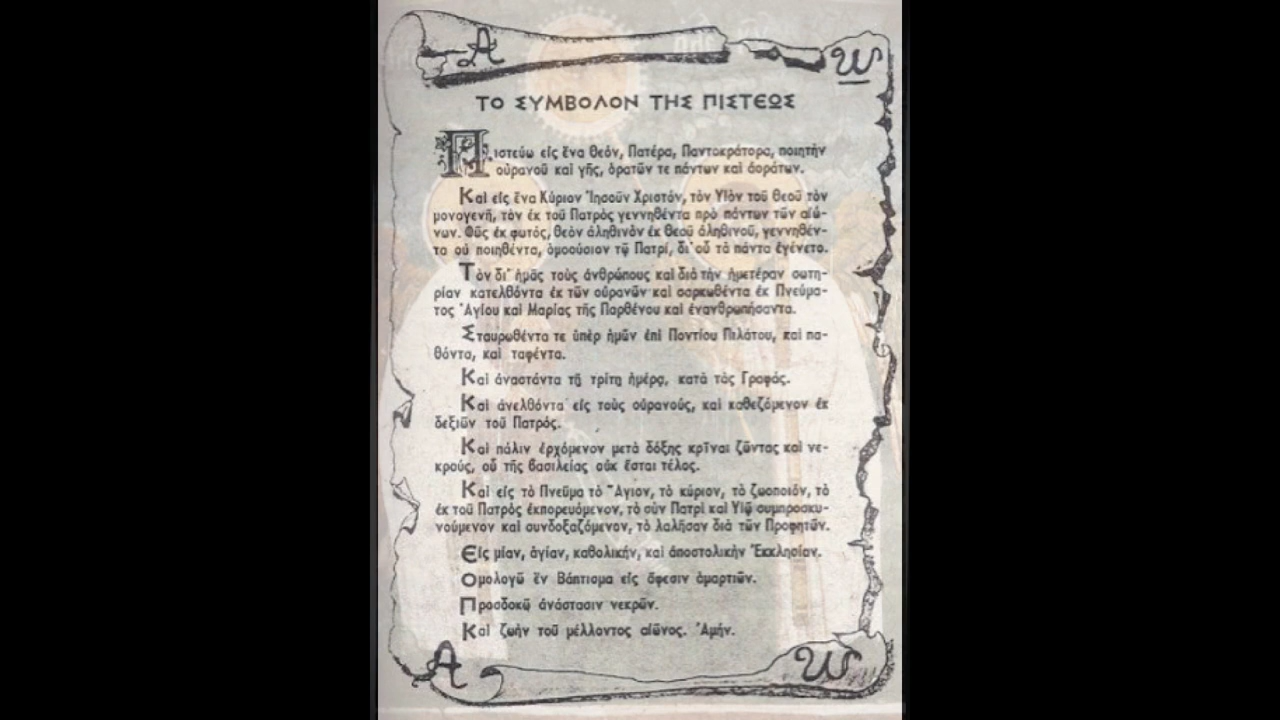 Α W
ΤΟ ΣΥΜΒΟΛΟΝ ΤΗΣ ΠΙΣΤΕΩΣ
Πιστεύω είς ἕνα Θεόν, Πατέρα, Παντοκράτορα, ποιητὴν
οὐρανοῦ καὶ γῆς, ὁρατῶν τε πάντων καὶ ἀοράτων.
Καὶ εἰς ἕνα Κύριον Ἰησοῦν Χριστόν, τὸν Υἱὸν τοῦ Θεοῦ τὸν
μονογενῆ, τὸν ἐκ τοῦ Πατρὸς γεννηθέντα πρὸ πάντων τῶν αἰώ-
νων. Φῶς ἐκ φωτός, θεὸν ἀληθινὸν ἐκ Θεοῦ ἀληθινοῦ, γεννηθέν-
τα οὐ ποιηθέντα, ὁμοούσιον τῷ Πατρί, δι' οὗ τὰ πάντα ἐγένετο.
Τὸν δι' ἡμᾶς τοὺς ἀνθρώπους καὶ διὰ τὴν ἡμετέραν σωτη-
ρίαν κατελθόντα ἐκ τῶν οὐρανῶν καὶ σαρκωθέντα ἐκ Πνεύμα-
τος Ἁγίου καὶ Μαρίας τῆς Παρθένου καὶ ἐνανθρωπήσαντα.
Σταυρωθέντα τε ὑπὲρ ἡμῶν ἐπὶ Ποντίου Πιλάτου, καὶ πα-
θόντα, καὶ ταφέντα.
Καὶ ἀναστάντα τῇ τρίτῃ ἡμέρᾳ, κατὰ τὰς Γραφάς.
Καὶ ἀνελθόντα εἰς τοὺς οὐρανούς, καὶ καθεζόμενον ἐκ
δεξιῶν τοῦ Πατρός.
Καὶ πάλιν ἐρχόμενον μετὰ δόξης κρῖναι ζῶντας καὶ νε-
κρούς, οὗ τῆς βασιλείας οὐκ ἔσται τέλος.
Καὶ εἰς τὸ Πνεῦμα τὸ Ἅγιον, τὸ κύριον, τὸ ζωοποιόν, τὸ
ἐκ τοῦ Πατρὸς ἐκπορευόμενον, τὸ σὺν Πατρὶ καὶ Υἱῷ συμπροσκυ-
νούμενον καὶ συνδοξαζόμενον, τὸ λαλῆσαν διὰ τῶν Προφητῶν.
Εἰς μίαν, ἁγίαν, καθολικήν, καὶ ἀποστολικὴν Ἐκκλησίαν.
Ομολογῶ ἓν Βάπτισμα εἰς ἄφεσιν ἁμαρτιῶν.
Προσδοκῶ ἀνάστασιν νεκρῶν.
Καὶ ζωὴν τοῦ μέλλοντος αἰῶνος. Ἀμήν.
Α W